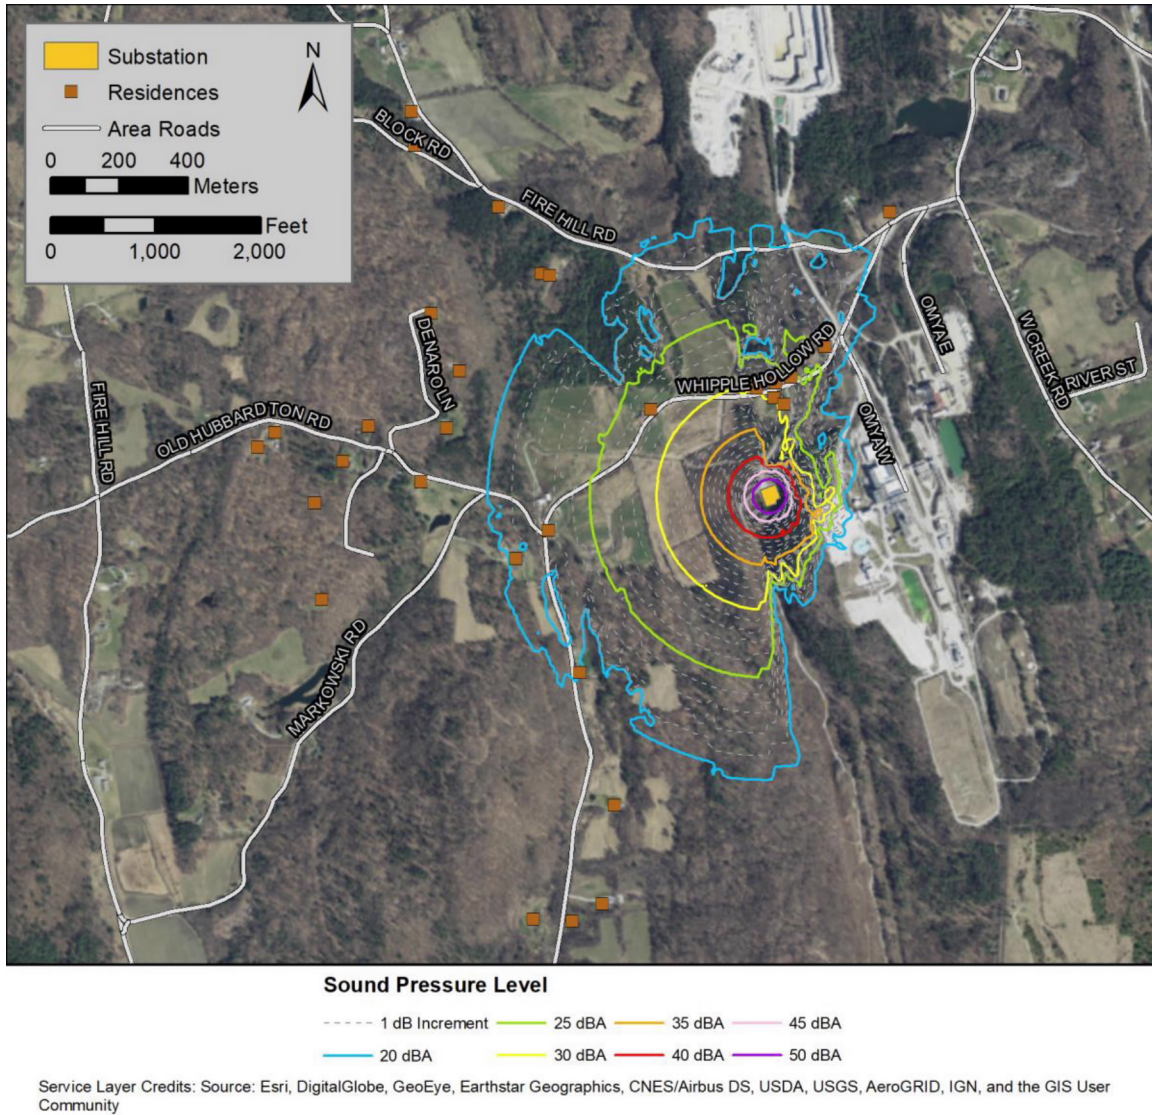 Substation
N
Residences
Area Roads
0 200 400
Meters
Feet
0 1,000 2,000
BLOCK RD
FIRE HILL RD
DENARO LN
WHIPPLE HOLLOW RD
OMYA E
W CREEK RD
RIVER ST
FIRE HILL RD
OLD HUBBARDTON RD
OMYA W
MARKOWSKI RD
Sound Pressure Level
1 dB Increment 25 dBA 35 dBA 45 dBA
20 dBA 30 dBA 40 dBA 50 dBA
Service Layer Credits: Source: Esri, DigitalGlobe, GeoEye, Earthstar Geographics, CNES/Airbus DS, USDA, USGS, AeroGRID, IGN, and the GIS User
Community